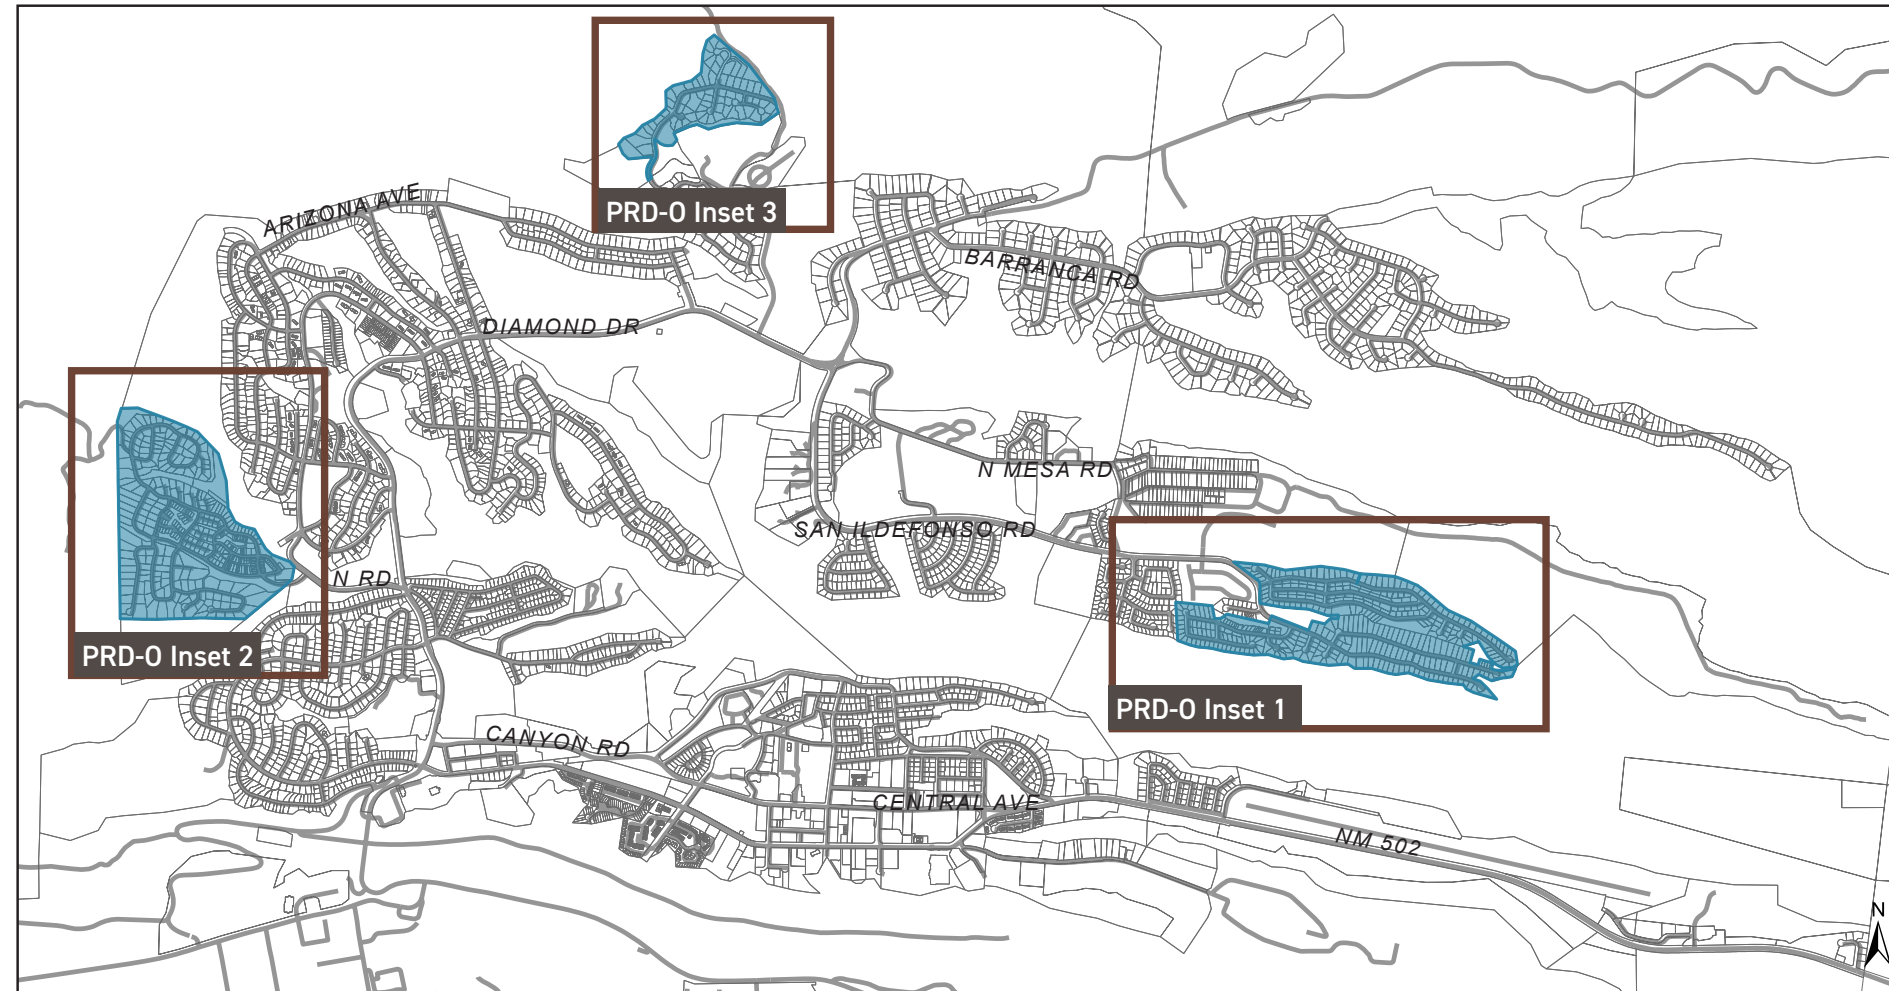 PRD-O Inset 3
ARIZONA AVE
BARRANCA RD
DIAMOND DR
N MESA RD
SAN ILDEFONSO RD
N RD
PRD-O Inset 2
PRD-O Inset 1
CANYON RD
CENTRAL AVE
NM 502
N